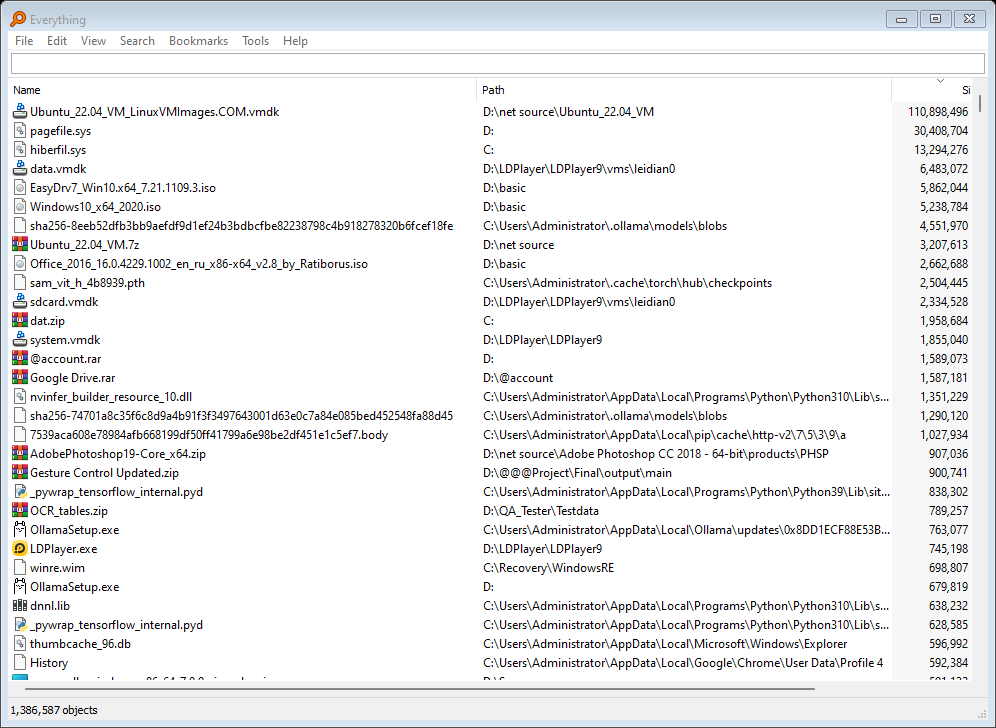 Everything
File Edit View Search Bookmarks Tools Help
Name Path Si
Ubuntu_22.04_VM_LinuxVMImages.COM.vmdk D:\net source\Ubuntu_22.04_VM 110,898,496
pagefile.sys D: 30,408,704
hiberfil.sys C: 13,294,276
data.vmdk D:\LDPlayer\LDPlayer9\vms\leidian0 6,483,072
EasyDrv7_Win10.x64_7.21.1109.3.iso D:\basic 5,862,044
Windows10_x64_2020.iso D:\basic 5,238,784
sha256-8eeb52dfb3bb9aefdf9d1ef24b3bdbcfbe82238798c4b918278320b6fcef18fe C:\Users\Administrator\.ollama\models\blobs 4,551,970
Ubuntu_22.04_VM.7z D:\net source 3,207,613
Office_2016_16.0.4229.1002_en_ru_x86-x64_v2.8_by_Ratiborus.iso D:\basic 2,662,688
sam_vit_h_4b8939.pth C:\Users\Administrator\.cache\torch\hub\checkpoints 2,504,445
sdcard.vmdk D:\LDPlayer\LDPlayer9\vms\leidian0 2,334,528
dat.zip C: 1,958,684
system.vmdk D:\LDPlayer\LDPlayer9 1,855,040
@account.rar D: 1,589,073
Google Drive.rar D:\@account 1,587,181
nvinfer_builder_resource_10.dll C:\Users\Administrator\AppData\Local\Programs\Python\Python310\Lib\s... 1,351,229
sha256-74701a8c35f6c8d9a4b91f3f3497643001d63e0c7a84e085bed452548fa88d45 C:\Users\Administrator\.ollama\models\blobs 1,290,120
7539aca608e78984afb668199df50ff41799a6e98be2df451e1c5ef7.body C:\Users\Administrator\AppData\Local\pip\cache\http-v2\7\5\3\9\a 1,027,934
AdobePhotoshop19-Core_x64.zip D:\net source\Adobe Photoshop CC 2018 - 64-bit\products\PHSP 907,036
Gesture Control Updated.zip D:\@@@Project\Final\output\main 900,741
_pywrap_tensorflow_internal.pyd C:\Users\Administrator\AppData\Local\Programs\Python\Python39\Lib\sit... 838,302
OCR_tables.zip D:\QA_Tester\Testdata 789,257
OllamaSetup.exe C:\Users\Administrator\AppData\Local\Ollama\updates\0x8DD1ECF88E53B... 763,077
LDPlayer.exe D:\LDPlayer\LDPlayer9 745,198
winre.wim C:\Recovery\WindowsRE 698,807
OllamaSetup.exe D: 679,819
dnnl.lib C:\Users\Administrator\AppData\Local\Programs\Python\Python310\Lib\s... 638,232
_pywrap_tensorflow_internal.pyd C:\Users\Administrator\AppData\Local\Programs\Python\Python310\Lib\s... 628,585
thumbcache_96.db C:\Users\Administrator\AppData\Local\Microsoft\Windows\Explorer 596,992
History C:\Users\Administrator\AppData\Local\Google\Chrome\User Data\Profile 4 592,384
1,386,587 objects